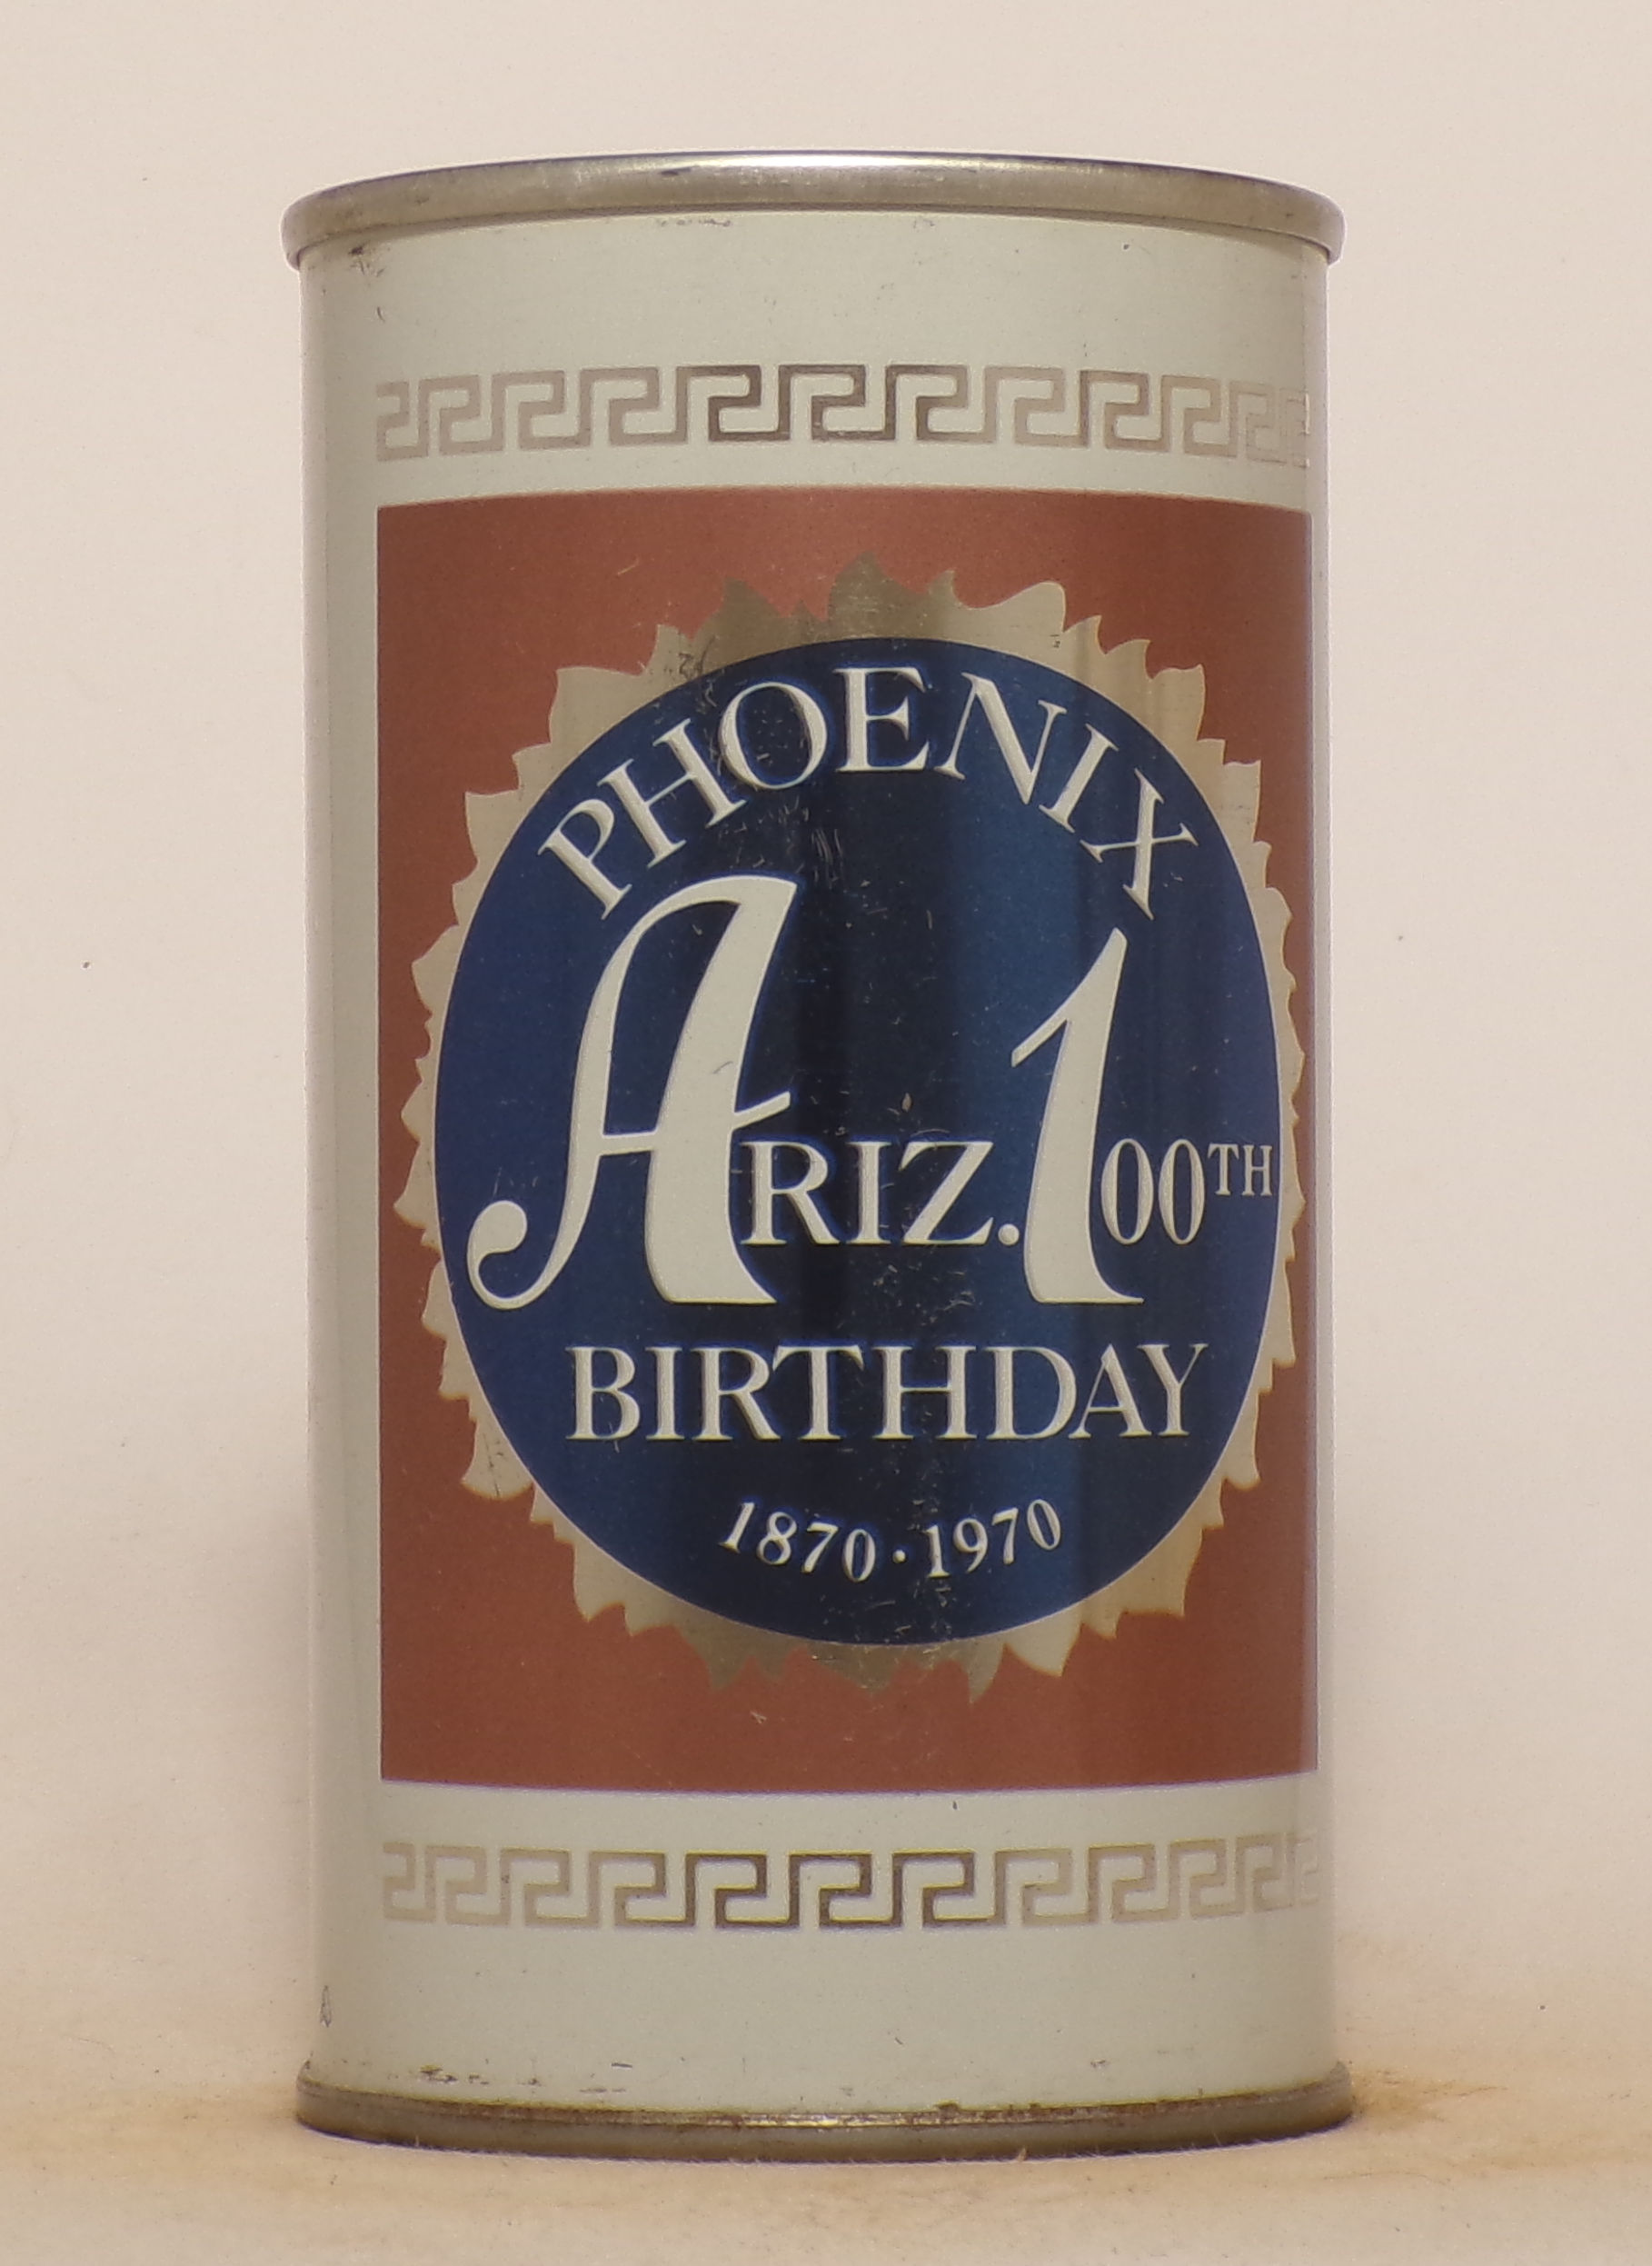 PHOENIX
ARIZ. 100TH
BIRTHDAY
1870 · 1970